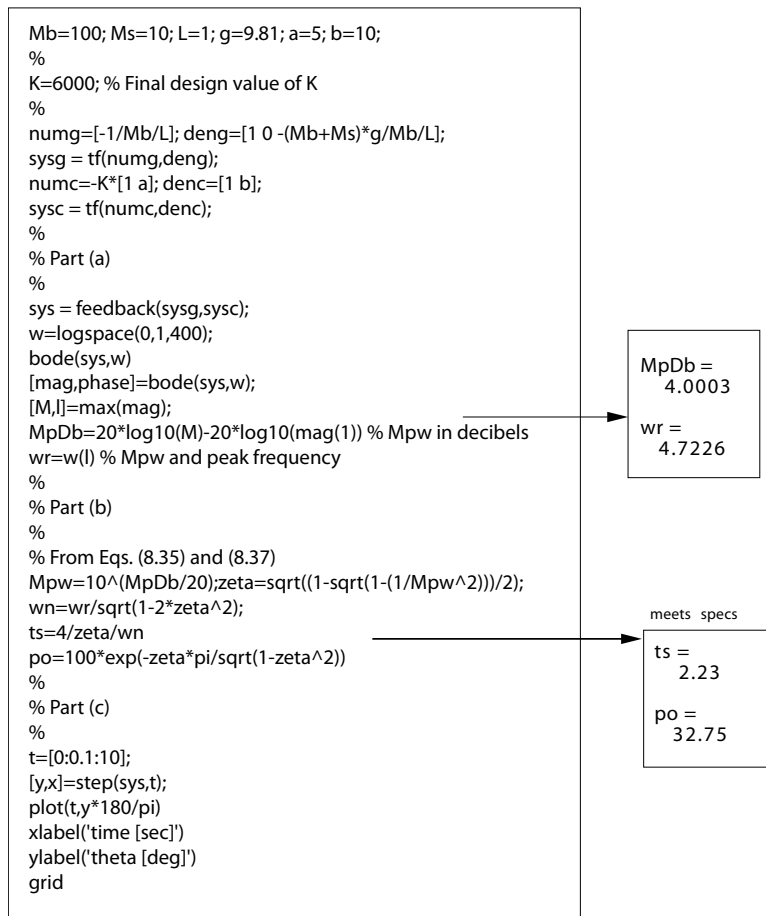 Mb=100; Ms=10; L=1; g=9.81; a=5; b=10;
%
K=6000; % Final design value of K
%
numg=[-1/Mb/L]; deng=[1 0 -(Mb+Ms)*g/Mb/L];
sysg = tf(numg,deng);
numc=-K*[1 a]; denc=[1 b];
sysc = tf(numc,denc);
%
% Part (a)
%
sys = feedback(sysg,sysc);
w=logspace(0,1,400);
bode(sys,w)
[mag,phase]=bode(sys,w);
[M,l]=max(mag);
MpDb=20*log10(M)-20*log10(mag(1)) % Mpw in decibels
wr=w(l) % Mpw and peak frequency
%
% Part (b)
%
% From Eqs. (8.35) and (8.37)
Mpw=10^(MpDb/20);zeta=sqrt((1-sqrt(1-(1/Mpw^2)))/2);
wn=wr/sqrt(1-2*zeta^2);
ts=4/zeta/wn
po=100*exp(-zeta*pi/sqrt(1-zeta^2))
%
% Part (c)
%
t=[0:0.1:10];
[y,x]=step(sys,t);
plot(t,y*180/pi)
xlabel('time [sec]')
ylabel('theta [deg]')
grid
MpDb =
4.0003
wr =
4.7226
meets specs
ts =
2.23
po =
32.75